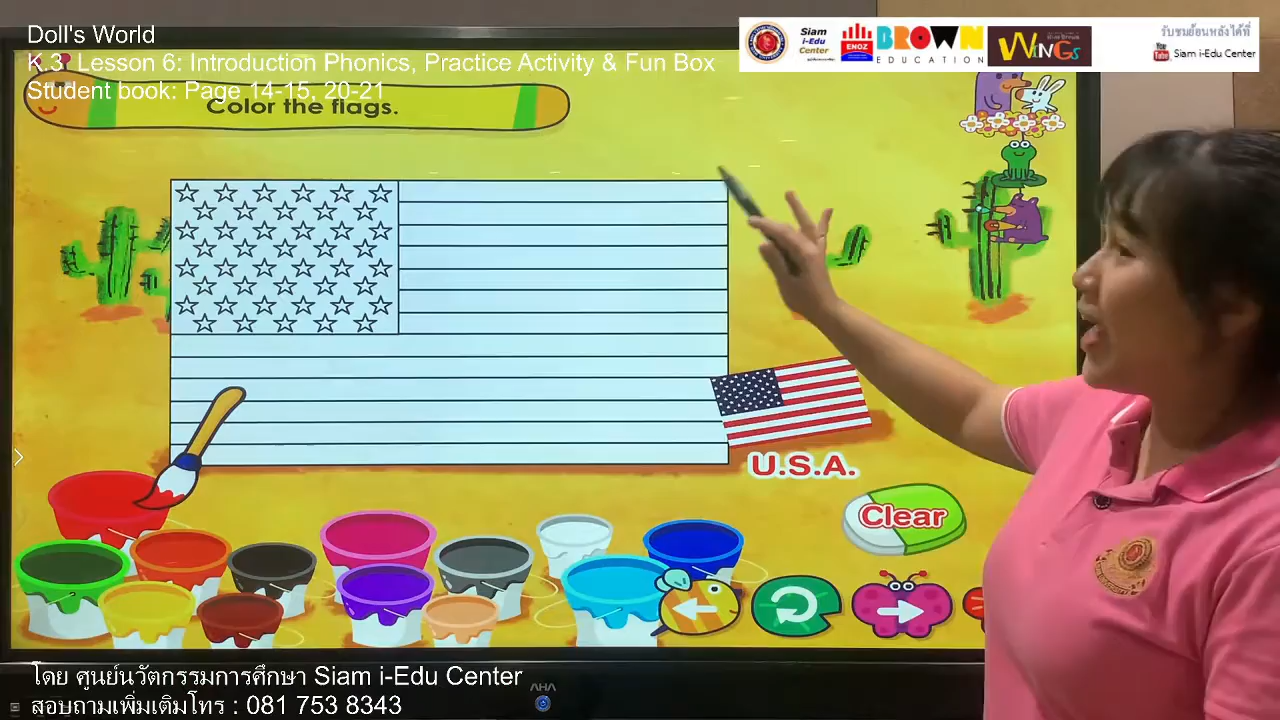 Doll's World
K.3 Lesson 6: Introduction Phonics, Practice Activity & Fun Box
Student book: Page 14-15, 20-21
Color the flags.
Siam
i-Edu
Center
ENOZ
BROWN
EDUCATION
WINGS
รับชมย้อนหลังได้ที่
You
Tube
Siam i-Edu Center
U.S.A.
Clear
โดย ศูนย์นวัตกรรมการศึกษา Siam i-Edu Center
สอบถามเพิ่มเติมโทร : 081 753 8343
AHA